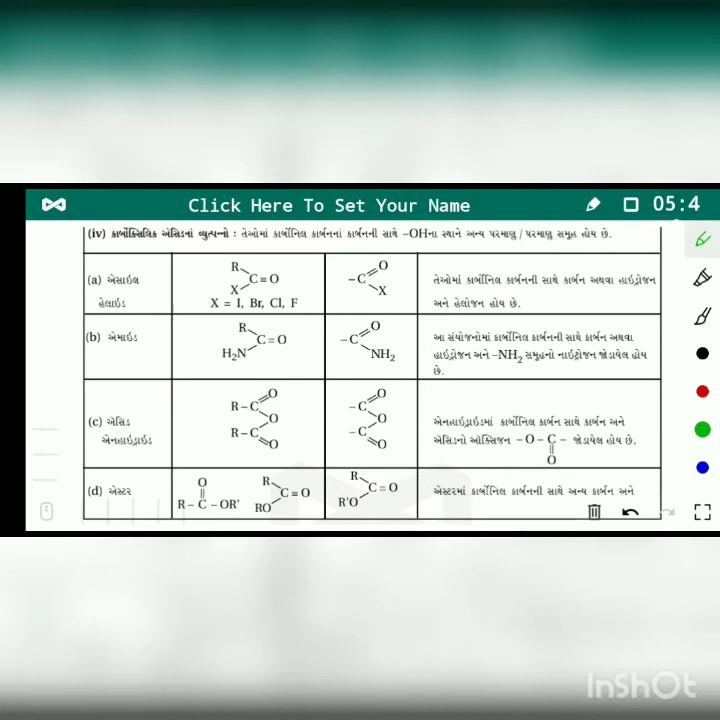 Click Here To Set Your Name
05:4
(iv) કાર્બોક્સિલિક ઍસિડનાં વ્યુત્પન્નો : તેઓમાં કાર્બોનિલ કાર્બનનાં કાર્બનની સાથે –OHના સ્થાને અન્ય પરમાણુ / પરમાણુ સમૂહ હોય છે.
(a) એસાઇલ
હેલાઇડ
R
X
C = O
X = I, Br, Cl, F
– C
O
X
તેઓમાં કાર્બોનિલ કાર્બનની સાથે કાર્બન અથવા હાઇડ્રોજન
અને હેલોજન હોય છે.
(b) એમાઇડ
R
H₂N
C = O
– C
O
NH₂
આ સંયોજનોમાં કાર્બોનિલ કાર્બનની સાથે કાર્બન અથવા
હાઇડ્રોજન અને –NH₂ સમૂહનો નાઇટ્રોજન જોડાયેલ હોય
છે.
(c) એસિડ
એનહાઇડ્રાઇડ
O
R – C
O
R – C
O
O
– C
O
– C
O
એનહાઇડ્રાઇડમાં કાર્બોનિલ કાર્બન સાથે કાર્બન અને
એસિડનો ઑક્સિજન – O – C – જોડાયેલ હોય છે.
O
(d) એસ્ટર
O
R – C – OR'
R
RO
C = O
R
R'O
C = O
એસ્ટરમાં કાર્બોનિલ કાર્બનની સાથે અન્ય કાર્બન અને
InShOt